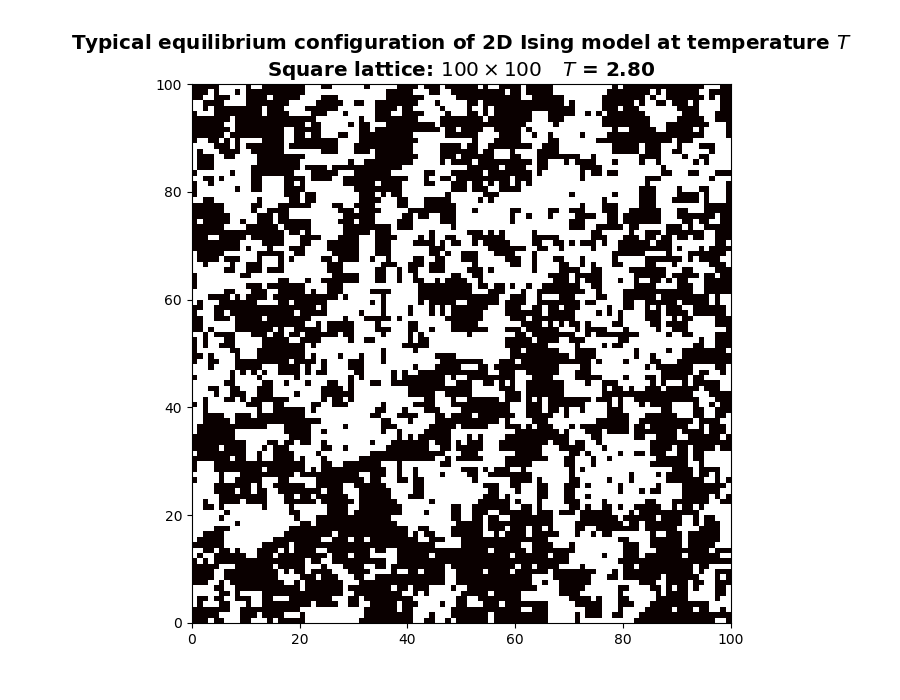 Typical equilibrium configuration of 2D Ising model at temperature T
Square lattice: 100 × 100 T = 2.80
100
80
60
40
20
0
0 20 40 60 80 100